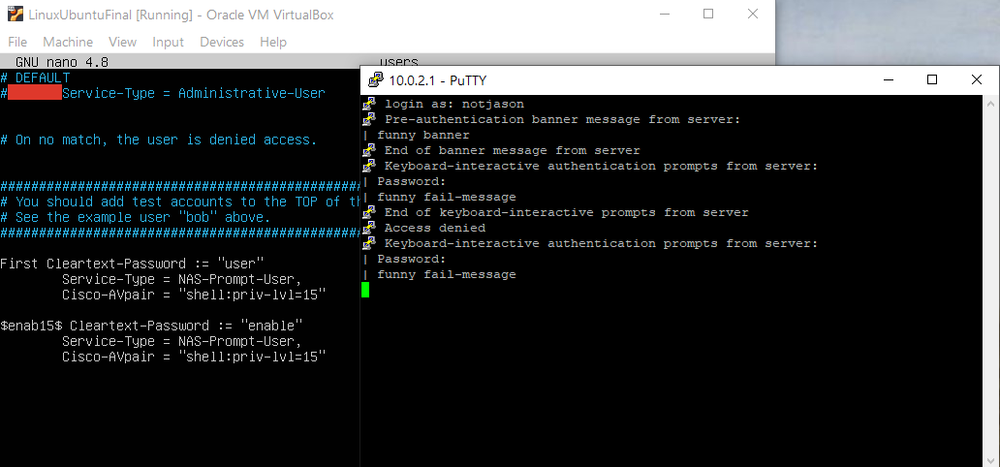 LinuxUbuntuFinal [Running] - Oracle VM VirtualBox
File Machine View Input Devices Help
GNU nano 4.8 users
# DEFAULT
# Service-Type = Administrative-User
# On no match, the user is denied access.
################################################
# You should add test accounts to the TOP of th
# See the example user "bob" above.
################################################
First Cleartext-Password := "user"
Service-Type = NAS-Prompt-User,
Cisco-AVpair = "shell:priv-lvl=15"
$enab15$ Cleartext-Password := "enable"
Service-Type = NAS-Prompt-User,
Cisco-AVpair = "shell:priv-lvl=15"
10.0.2.1 - PuTTY
login as: notjason
Pre-authentication banner message from server:
| funny banner
End of banner message from server
Keyboard-interactive authentication prompts from server:
| Password:
| funny fail-message
End of keyboard-interactive prompts from server
Access denied
Keyboard-interactive authentication prompts from server:
| Password:
| funny fail-message